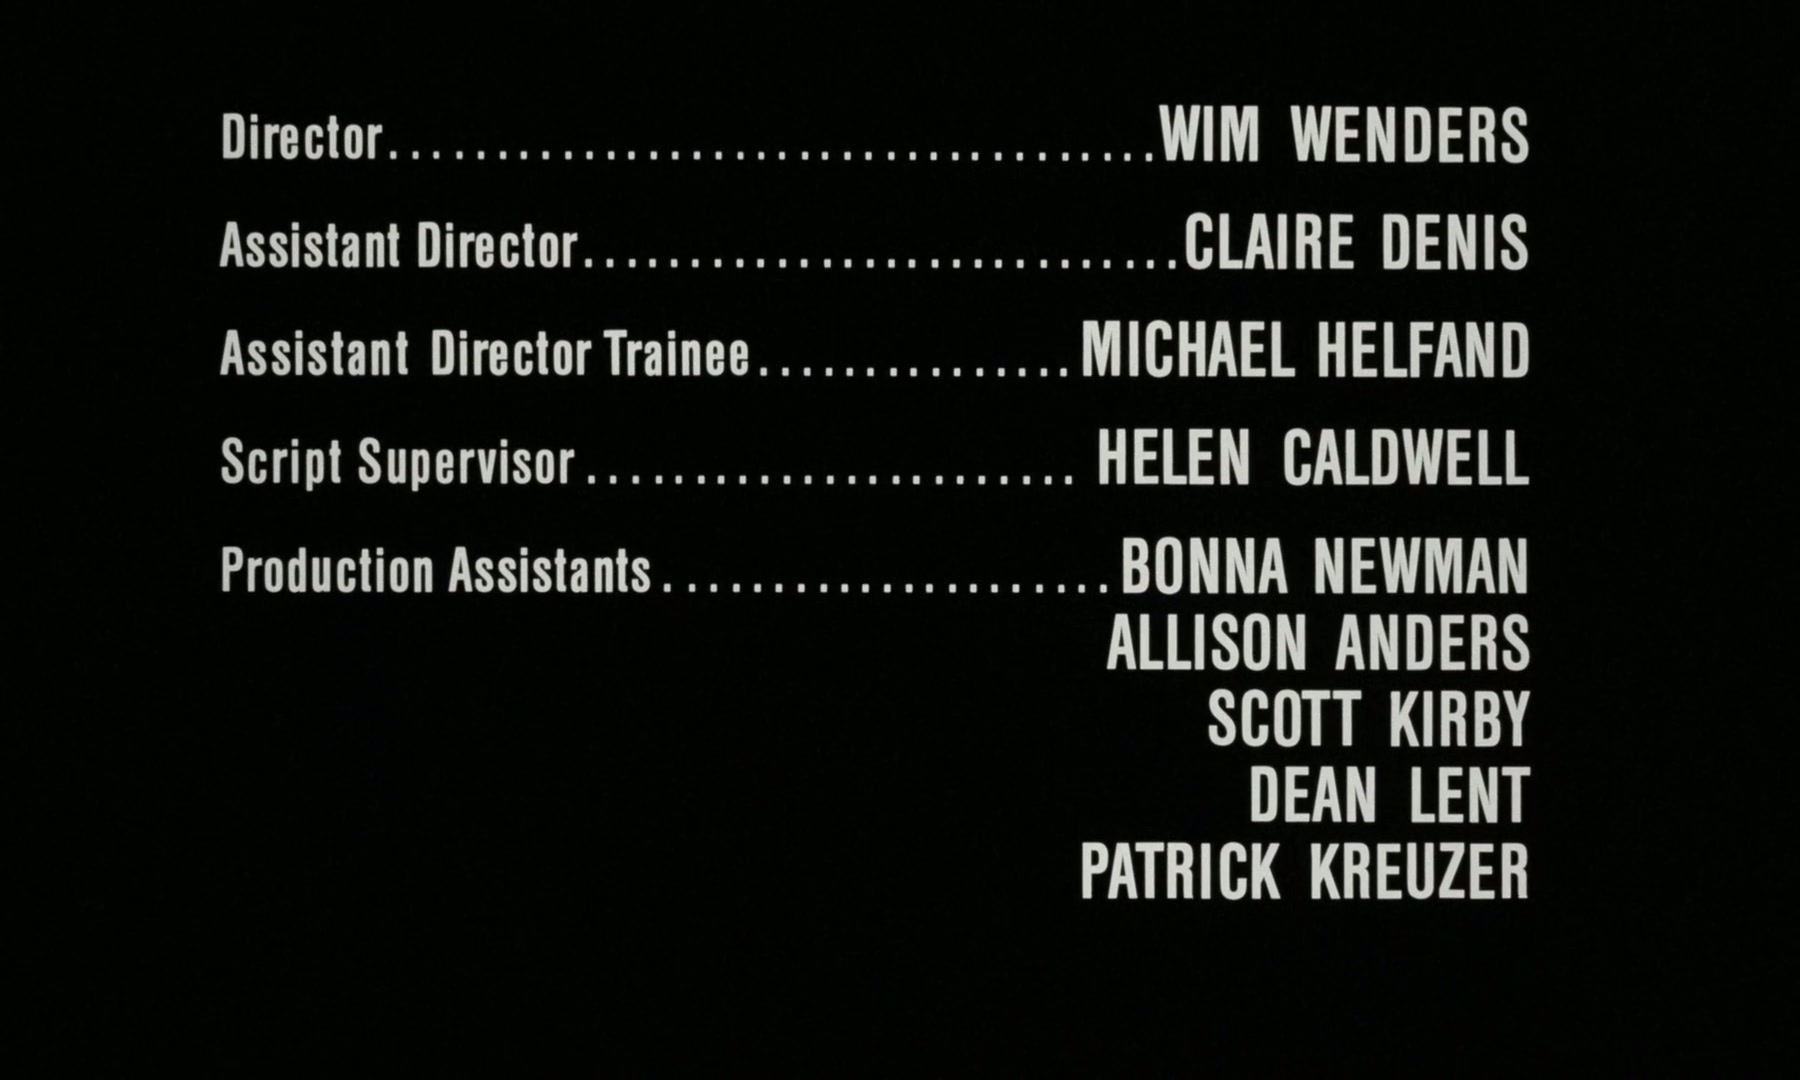 Director......................................WIM WENDERS
Assistant Director............................CLAIRE DENIS
Assistant Director Trainee...............MICHAEL HELFAND
Script Supervisor....................... HELEN CALDWELL
Production Assistants.....................BONNA NEWMAN
ALLISON ANDERS
SCOTT KIRBY
DEAN LENT
PATRICK KREUZER